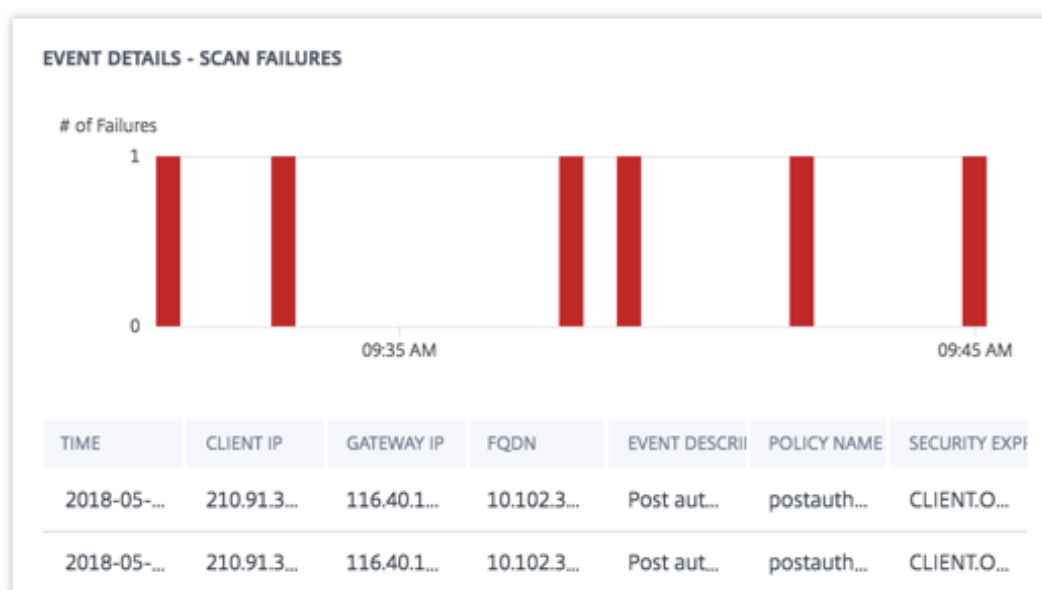 EVENT DETAILS - SCAN FAILURES
# of Failures
1
0
09:35 AM 09:45 AM
TIME CLIENT IP GATEWAY IP FQDN EVENT DESCRI POLICY NAME SECURITY EXP
2018-05-... 210.91.3... 116.40.1... 10.102.3... Post aut... postauth... CLIENT.O...
2018-05-... 210.91.3... 116.40.1... 10.102.3... Post aut... postauth... CLIENT.O...